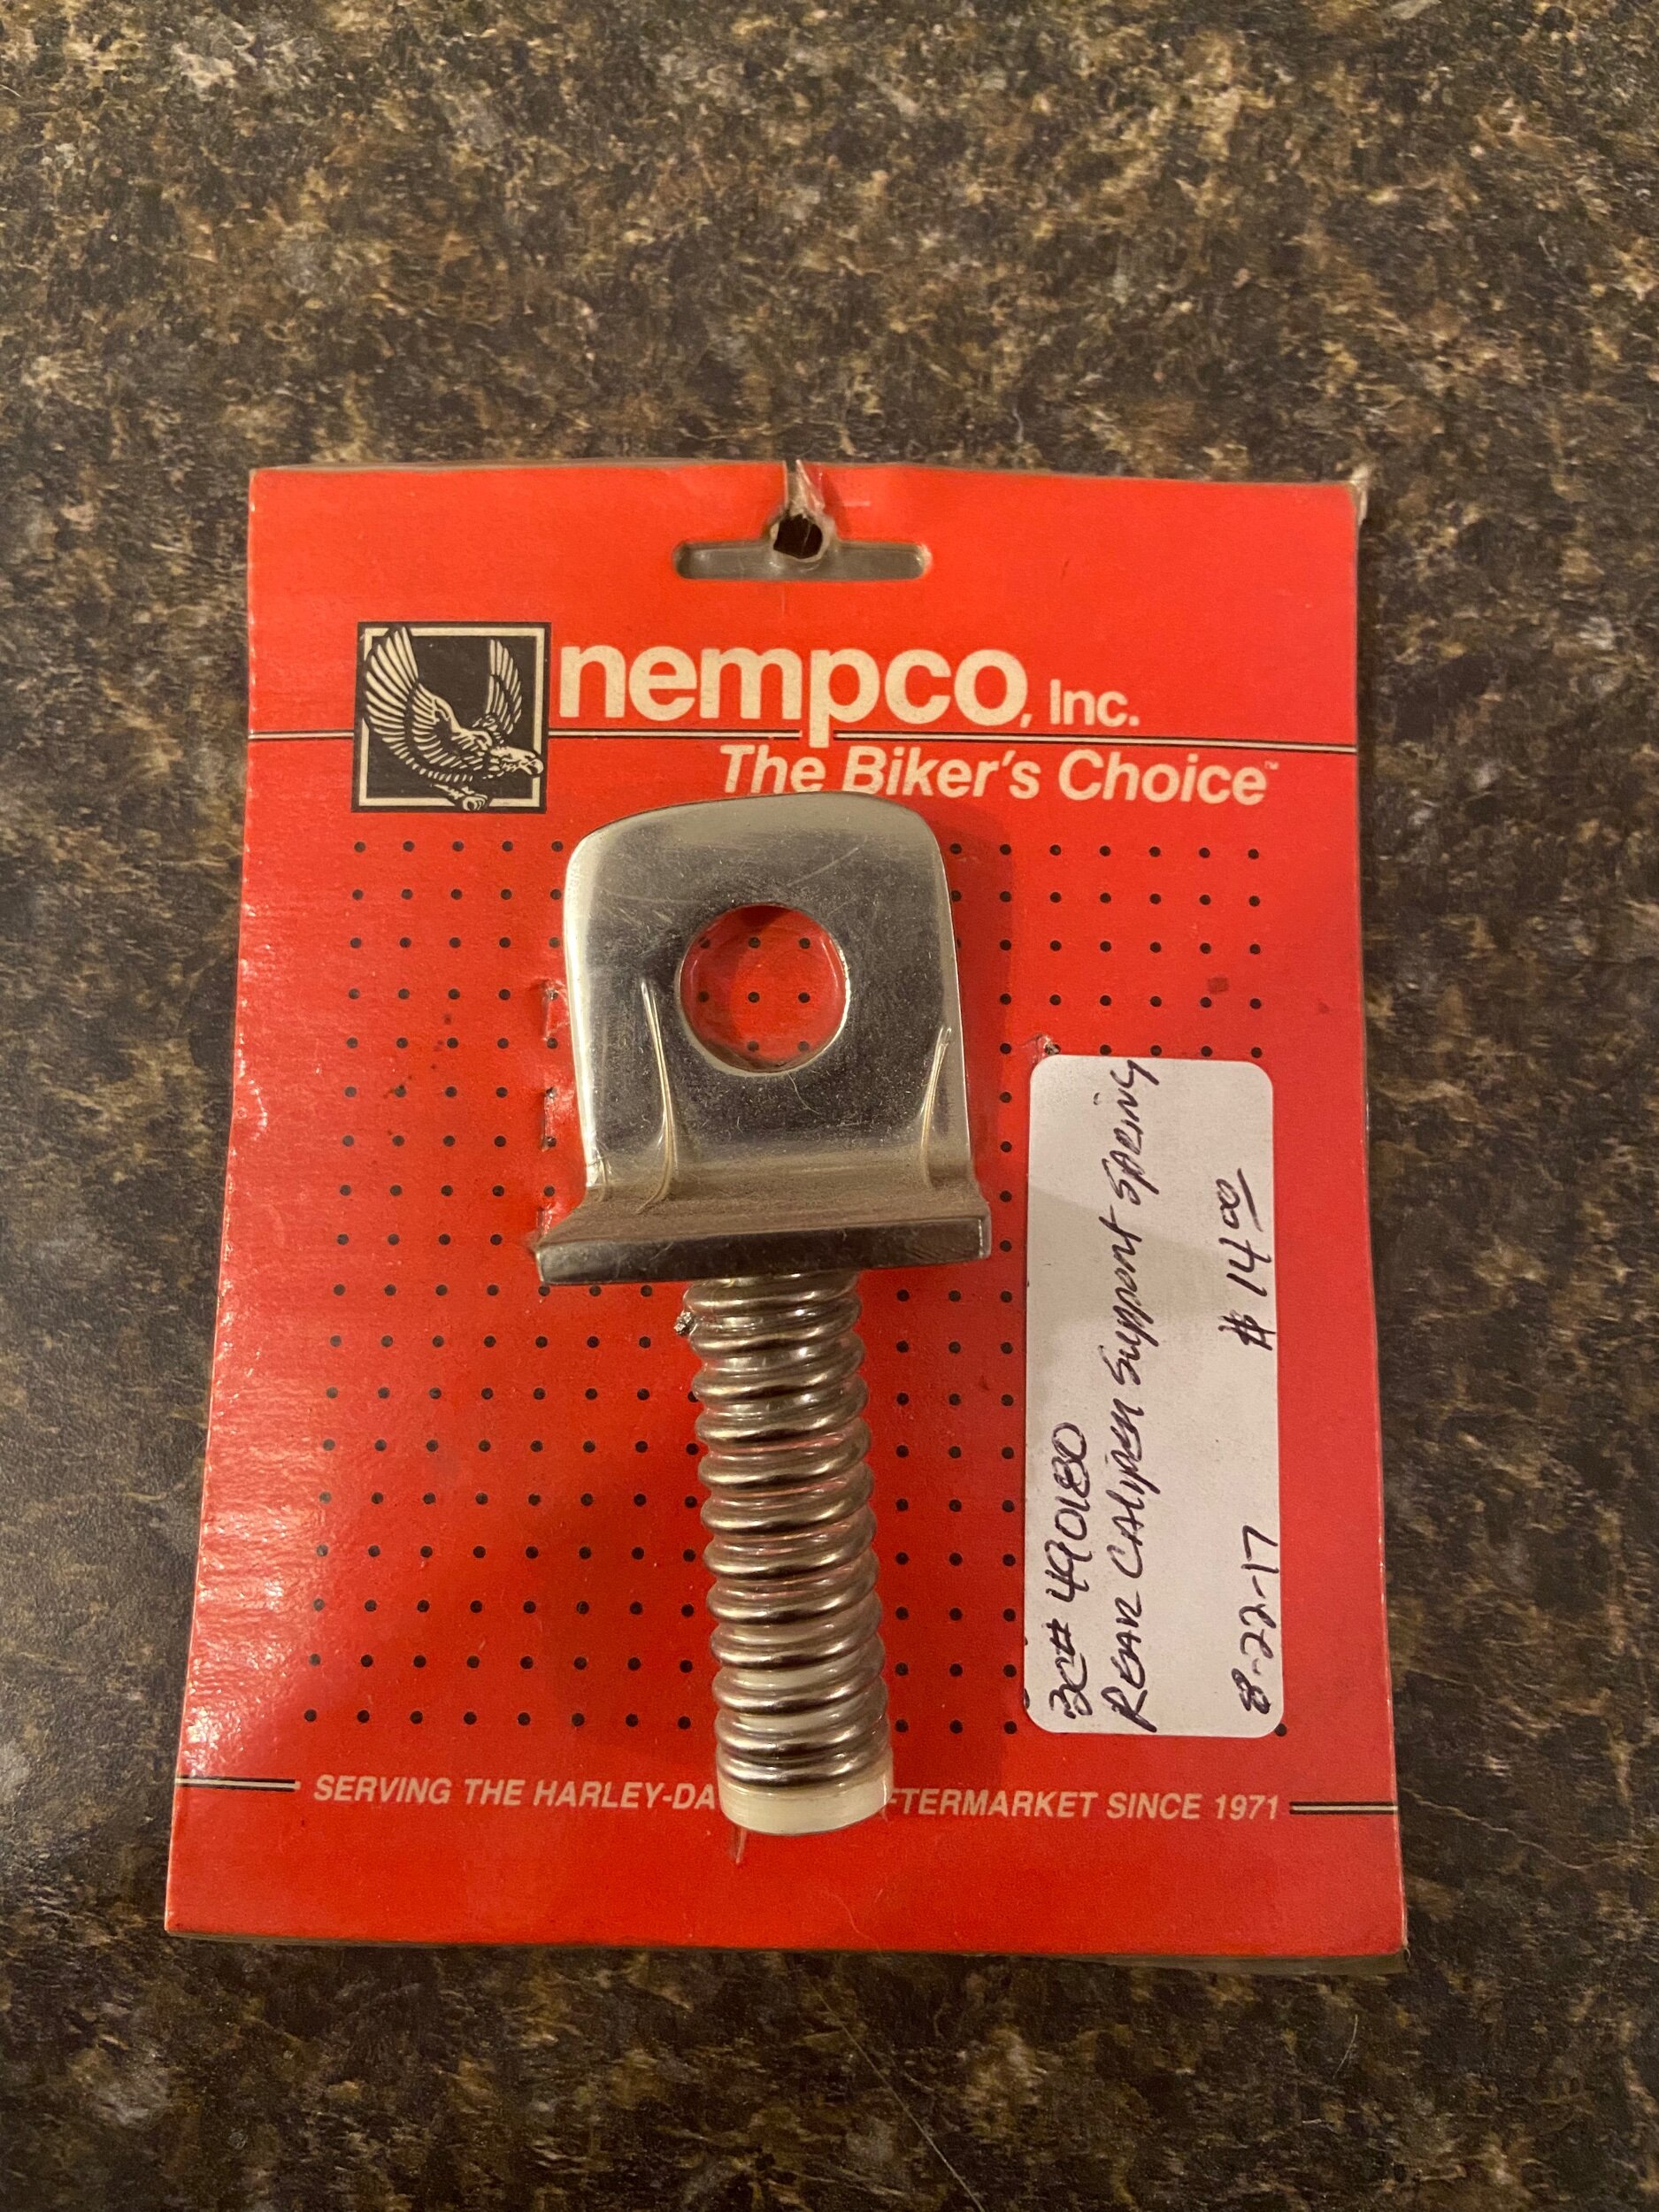 nempco, Inc.
The Biker's Choice™
BC# 490180
REAR CALIPER Support SPRING
8-22-17 $ 14 00
SERVING THE HARLEY-DA FTERMARKET SINCE 1971